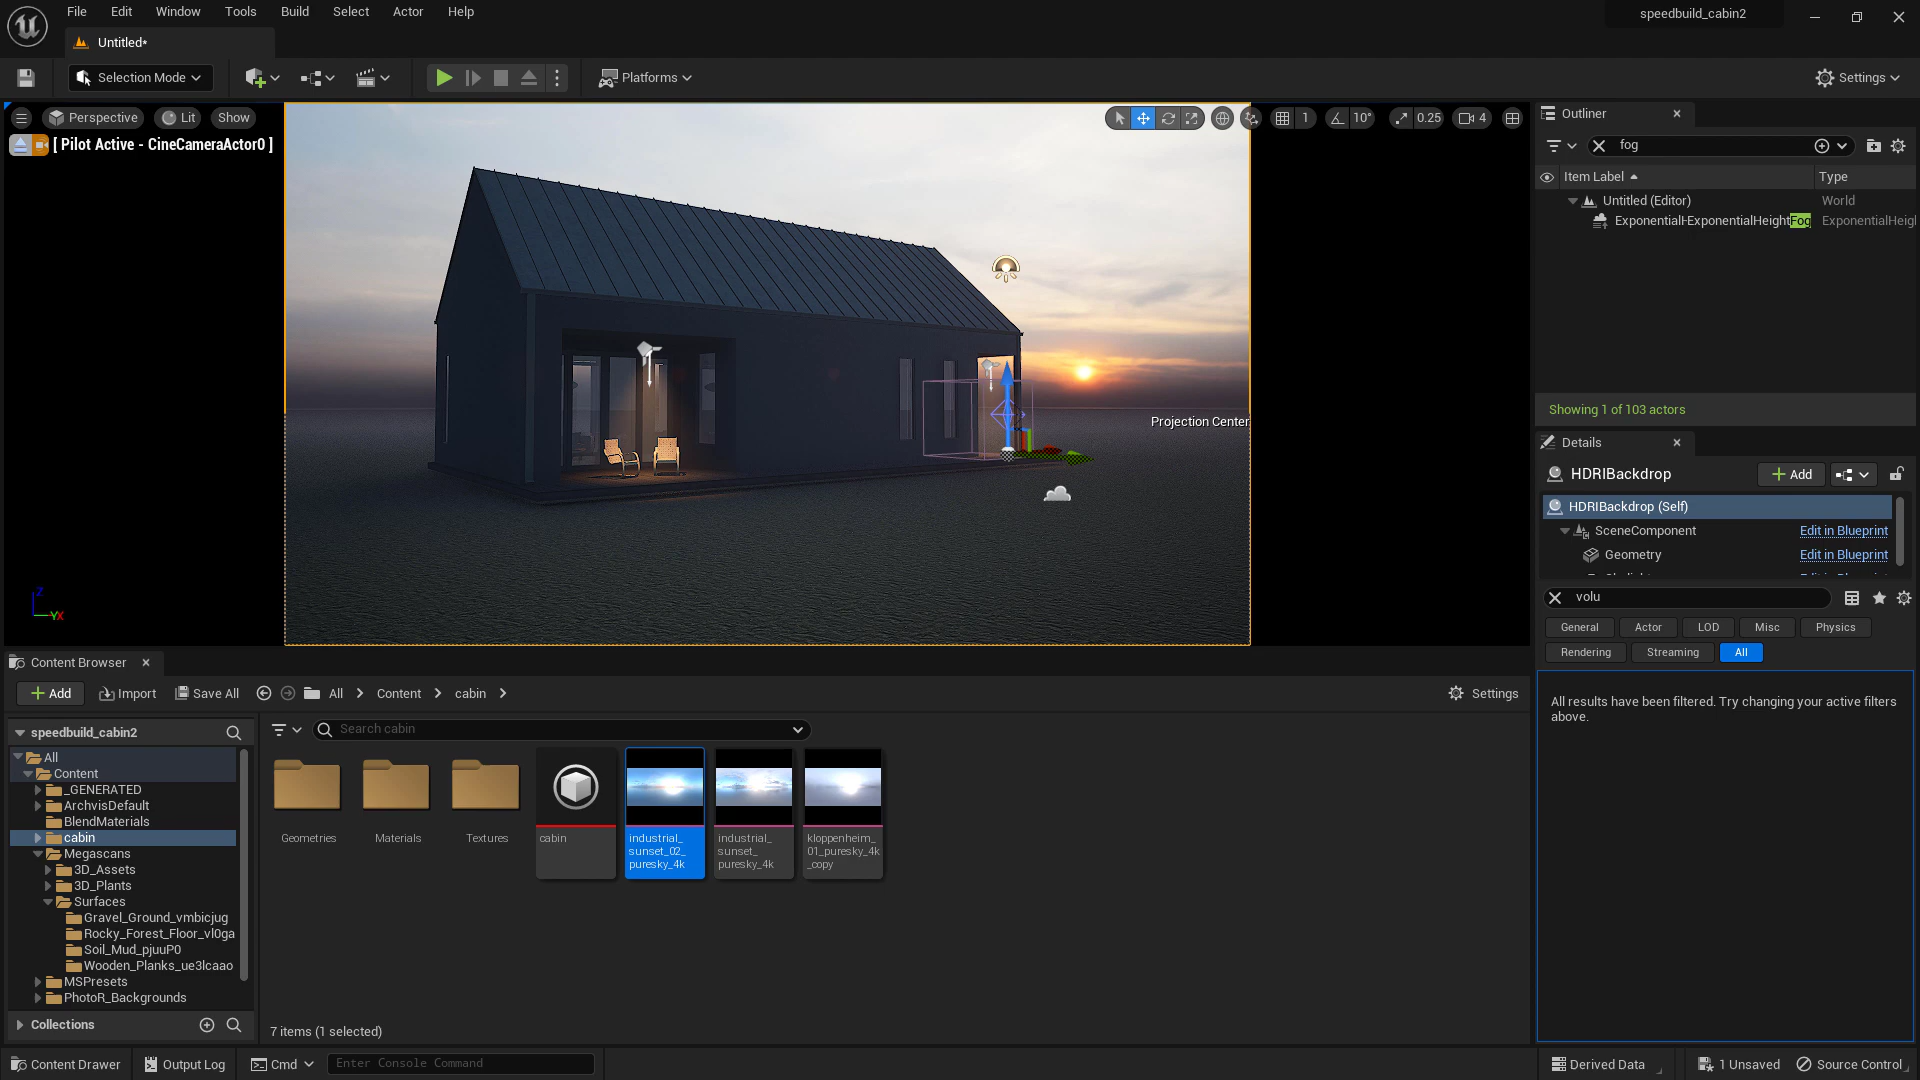 File Edit Window Tools Build Select Actor Help
speedbuild_cabin2
Untitled*
Selection Mode
Platforms
Settings
Perspective Lit Show
1 10° 0.25 4
[ Pilot Active - CineCameraActor0 ]
Projection Center
Z
Y X
Outliner
fog
Item Label Type
Untitled (Editor) World
ExponentialHExponentialHeightFog ExponentialHeigh
Showing 1 of 103 actors
Details
HDRIBackdrop
Add
HDRIBackdrop (Self)
SceneComponent Edit in Blueprint
Geometry Edit in Blueprint
volu
General Actor LOD Misc Physics
Rendering Streaming All
All results have been filtered. Try changing your active filters
above.
Content Browser
Add Import Save All All Content cabin Settings
speedbuild_cabin2
Search cabin
All
Content
_GENERATED
ArchvisDefault
BlendMaterials
cabin
Megascans
3D_Assets
3D_Plants
Surfaces
Gravel_Ground_vmbicjug
Rocky_Forest_Floor_vl0ga
Soil_Mud_pjuuP0
Wooden_Planks_ue3lcaao
MSPresets
PhotoR_Backgrounds
Collections
Geometries
Materials
Textures
cabin
industrial_
sunset_02_
puresky_4k
industrial_
sunset_
puresky_4k
kloppenheim_
01_puresky_4k
_copy
7 items (1 selected)
Content Drawer Output Log Cmd Enter Console Command
Derived Data 1 Unsaved Source Control